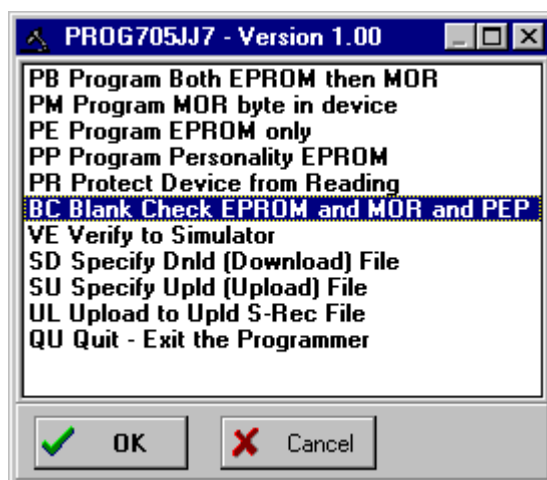 PROG705JJ7 - Version 1.00
PB Program Both EPROM then MOR
PM Program MOR byte in device
PE Program EPROM only
PP Program Personality EPROM
PR Protect Device from Reading
BC Blank Check EPROM and MOR and PEP
VE Verify to Simulator
SD Specify Dnld (Download) File
SU Specify Upld (Upload) File
UL Upload to Upld S-Rec File
QU Quit - Exit the Programmer
OK Cancel